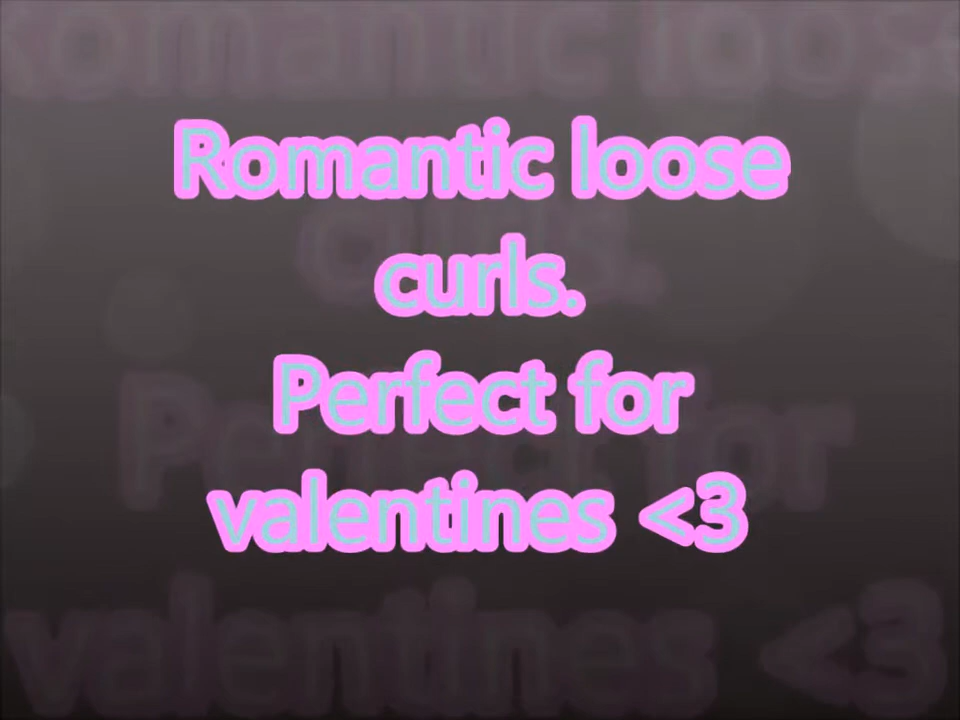 Romantic loose
curls.
Perfect for
valentines <3